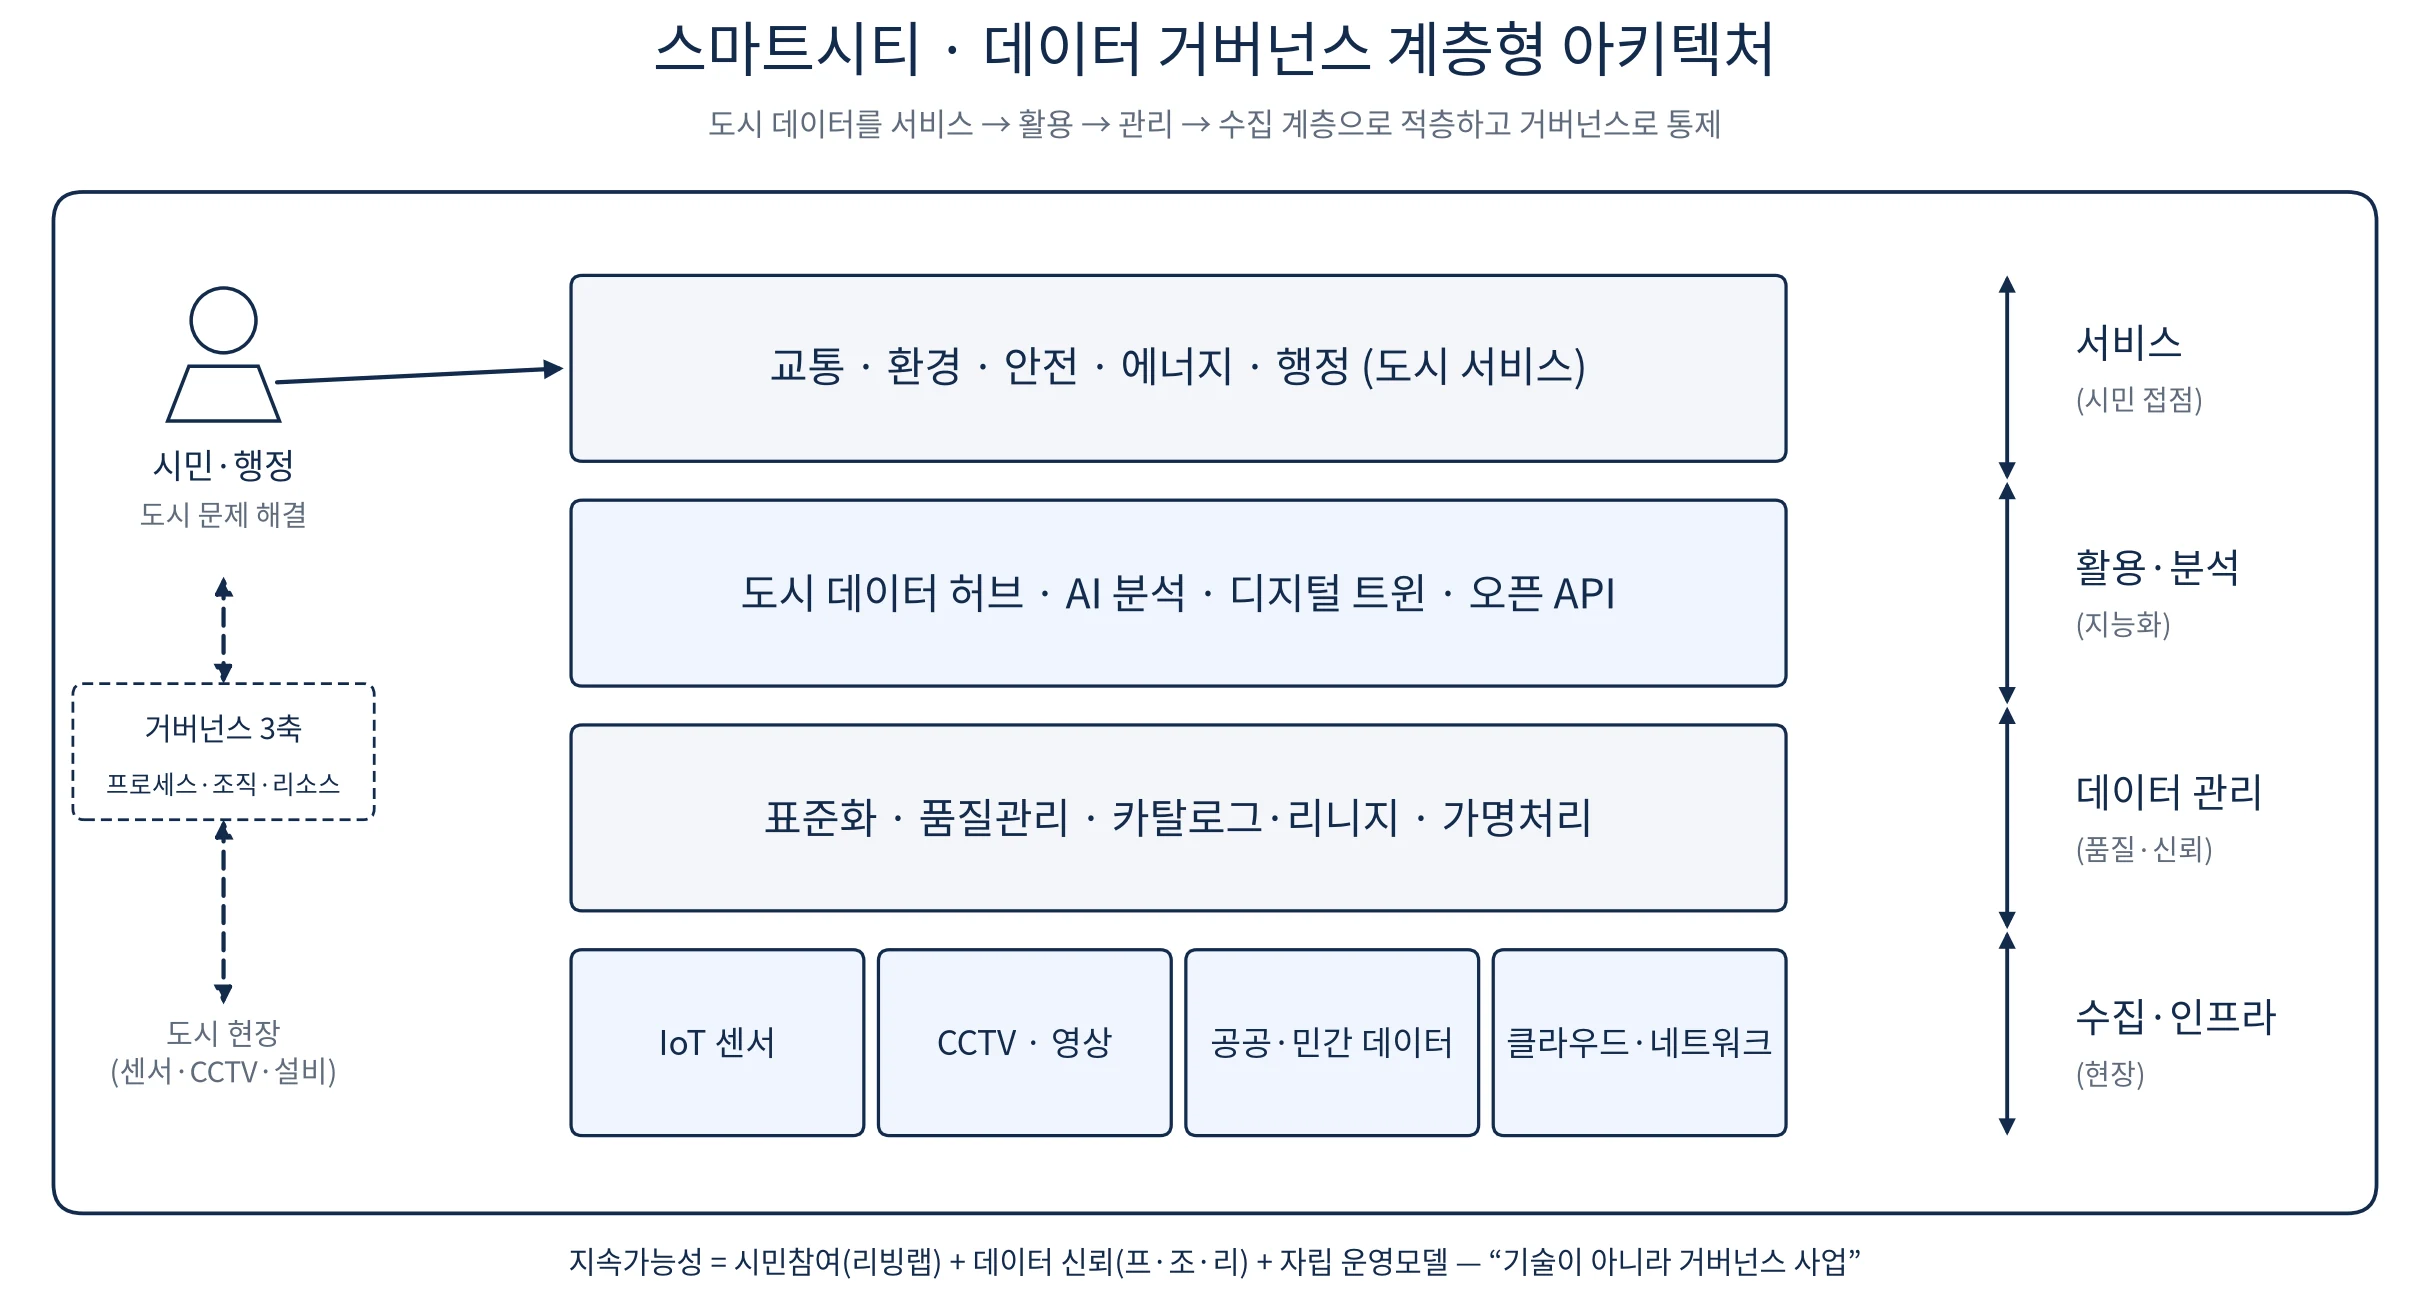 스마트시티 · 데이터 거버넌스 계층형 아키텍처
도시 데이터를 서비스 → 활용 → 관리 → 수집 계층으로 적층하고 거버넌스로 통제
시민·행정
도시 문제 해결
거버넌스 3축
프로세스·조직·리소스
도시 현장
(센서·CCTV·설비)
교통 · 환경 · 안전 · 에너지 · 행정 (도시 서비스)
도시 데이터 허브 · AI 분석 · 디지털 트윈 · 오픈 API
표준화 · 품질관리 · 카탈로그·리니지 · 가명처리
IoT 센서
CCTV · 영상
공공·민간 데이터
클라우드·네트워크
서비스
(시민 접점)
활용·분석
(지능화)
데이터 관리
(품질·신뢰)
수집·인프라
(현장)
지속가능성 = 시민참여(리빙랩) + 데이터 신뢰(프·조·리) + 자립 운영모델 — “기술이 아니라 거버넌스 사업”